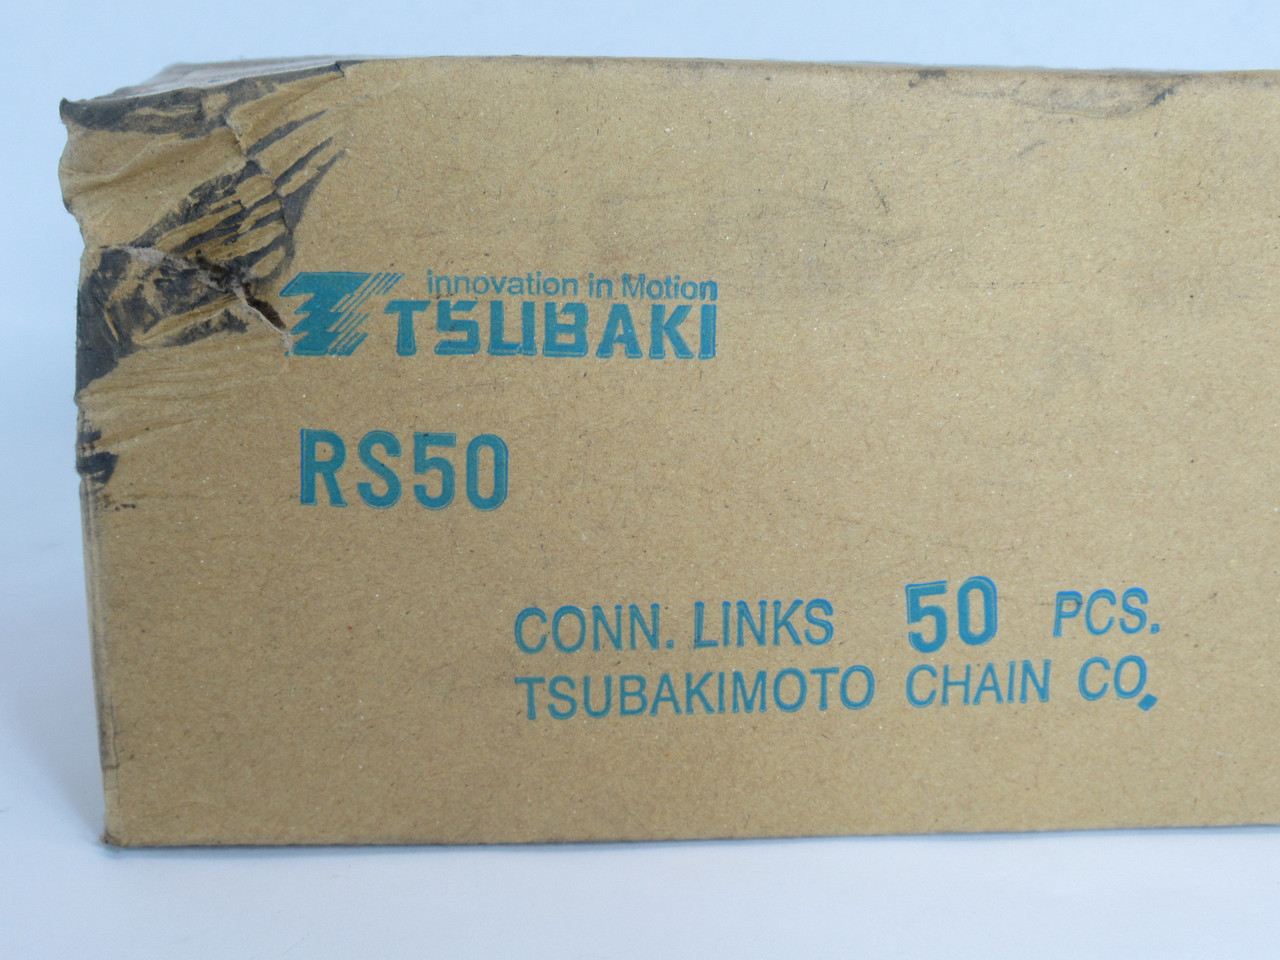 innovation in Motion
TSUBAKI
RS50
CONN. LINKS 50 PCS.
TSUBAKIMOTO CHAIN CO.